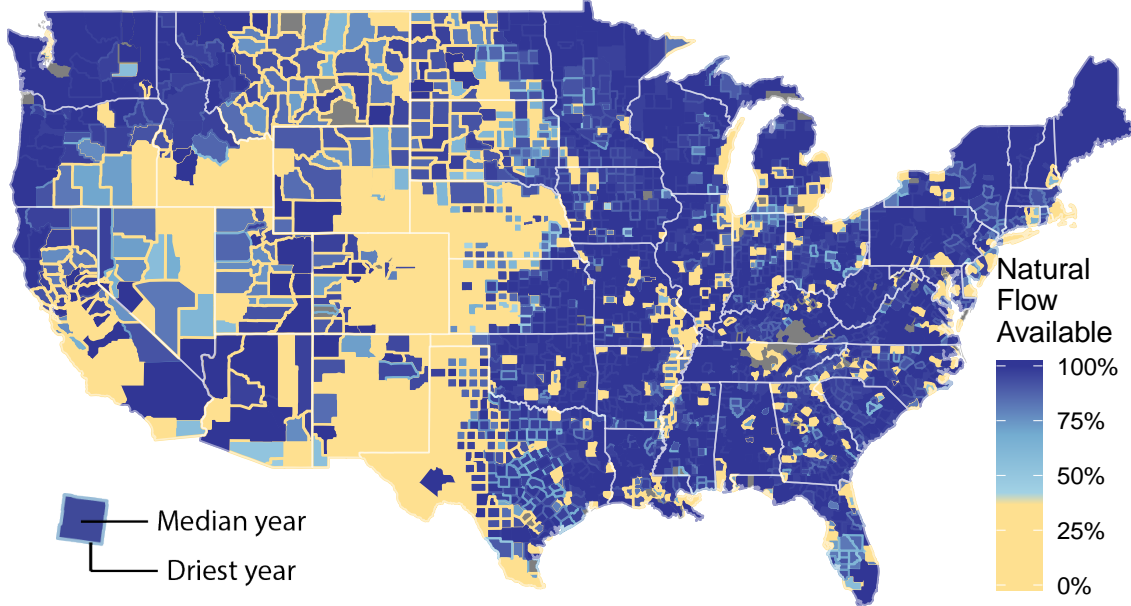 Natural
Flow
Available
100%
75%
50%
25%
0%
Median year
Driest year